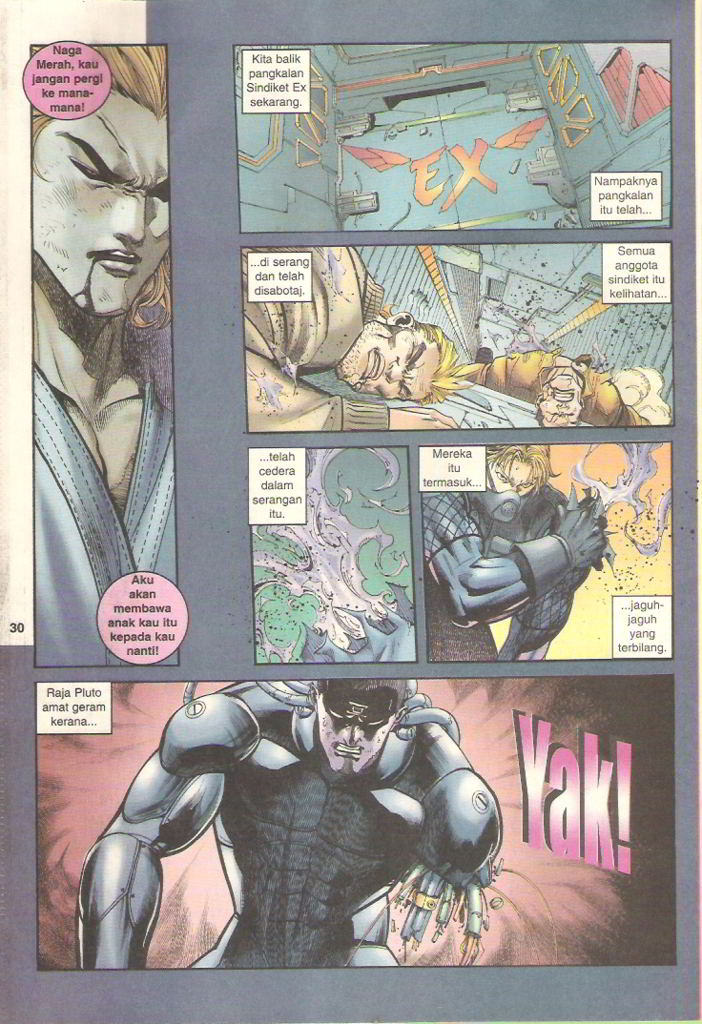 Naga
Merah, kau
jangan pergi
ke mana-
mana!
Aku
akan
membawa
anak kau itu
kepada kau
nanti!
Kita balik
pangkalan
Sindiket Ex
sekarang.
EX
Nampaknya
pangkalan
itu telah...
...di serang
dan telah
disabotaj.
Semua
anggota
sindiket itu
kelihatan...
...telah
cedera
dalam
serangan
itu.
Mereka
itu
termasuk...
...jaguh-
jaguh
yang
terbilang.
30
Raja Pluto
amat geram
kerana...
Yak!